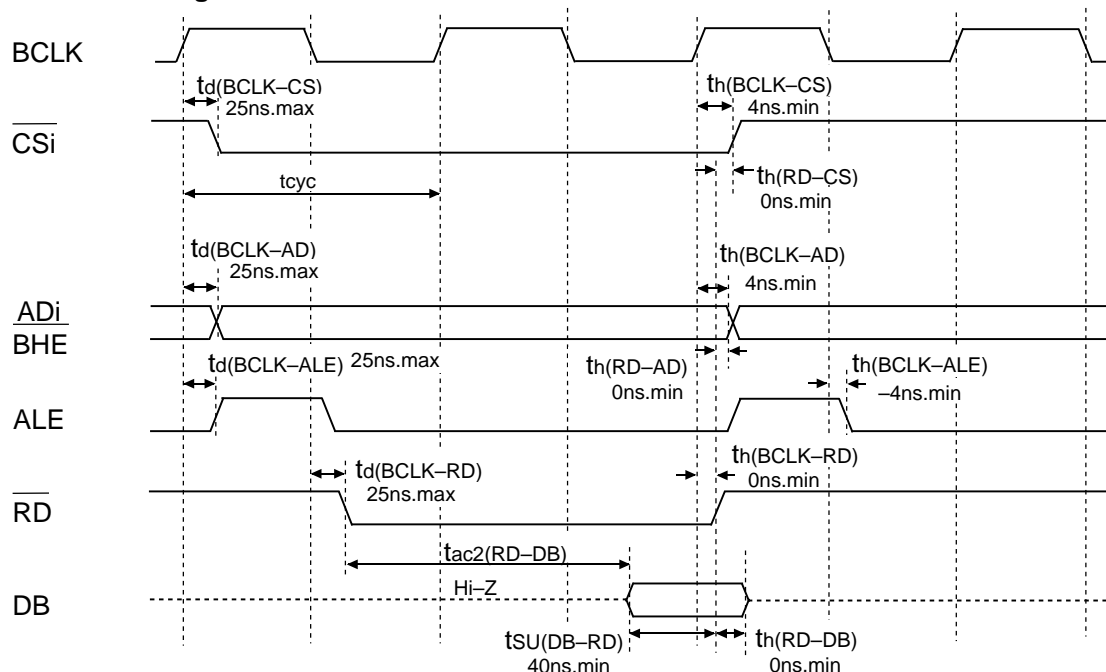 BCLK
td(BCLK–CS)
25ns.max
th(BCLK–CS)
4ns.min
CSi
tcyc
th(RD–CS)
0ns.min
td(BCLK–AD)
25ns.max
th(BCLK–AD)
4ns.min
ADi
BHE
td(BCLK–ALE) 25ns.max
th(RD–AD)
0ns.min
th(BCLK–ALE)
–4ns.min
ALE
td(BCLK–RD)
25ns.max
th(BCLK–RD)
0ns.min
RD
tac2(RD–DB)
Hi–Z
DB
tSU(DB–RD)
40ns.min
th(RD–DB)
0ns.min